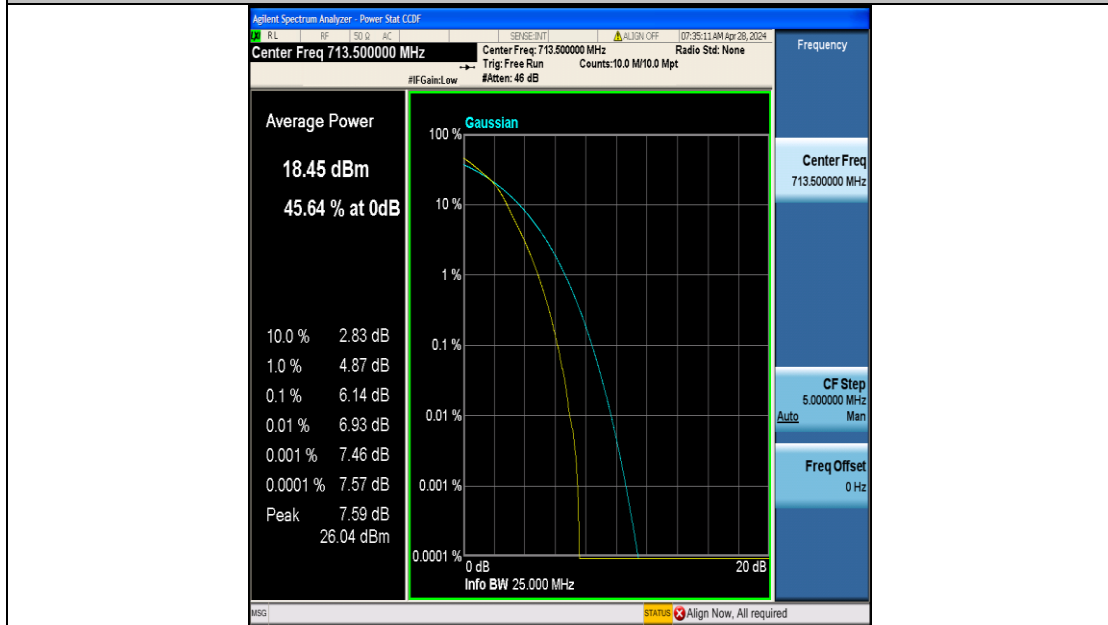 Agilent Spectrum Analyzer - Power Stat CCDF
RL RF 50 Ω AC SENSE:INT ALIGN OFF 07:35:11 AM Apr 28, 2024
Center Freq 713.500000 MHz
Center Freq: 713.500000 MHz Radio Std: None
Trig: Free Run Counts:10.0 M/10.0 Mpt
#IFGain:Low #Atten: 46 dB
Frequency
Average Power
18.45 dBm
45.64 % at 0dB
10.0 % 2.83 dB
1.0 % 4.87 dB
0.1 % 6.14 dB
0.01 % 6.93 dB
0.001 % 7.46 dB
0.0001 % 7.57 dB
Peak 7.59 dB
26.04 dBm
Gaussian
100 %
10 %
1 %
0.1 %
0.01 %
0.001 %
0.0001 %
0 dB 20 dB
Info BW 25.000 MHz
Center Freq
713.500000 MHz
CF Step
5.000000 MHz
Auto Man
Freq Offset
0 Hz
MSG STATUS Align Now, All required